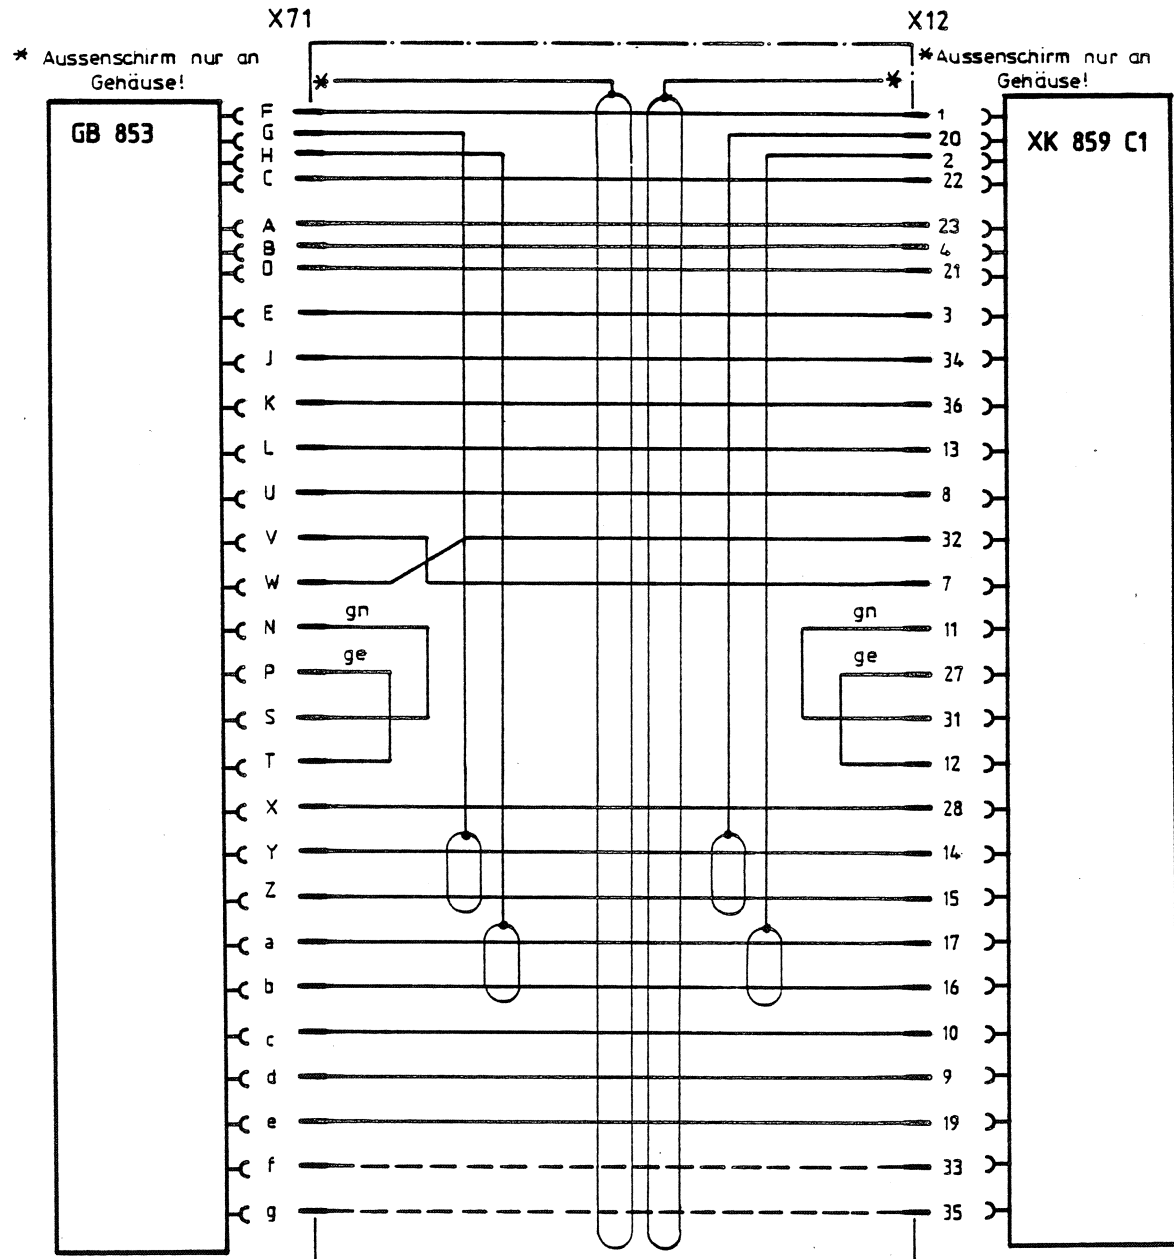 X71 X12
* Aussenschirm nur an
Gehäuse!
*Aussenschirm nur an
Gehäuse!
* *
GB 853
XK 859 C1
F 1
G 20
H 2
C 22
A 23
B 4
D 21
E 3
J 34
K 36
L 13
U 8
V 32
W 7
N gn gn 11
P ge ge 27
S 31
T 12
X 28
Y 14
Z 15
a 17
b 16
c 10
d 9
e 19
f 33
g 35